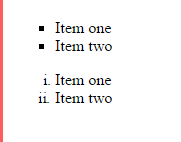 ▪ Item one
▪ Item two
i. Item one
ii. Item two